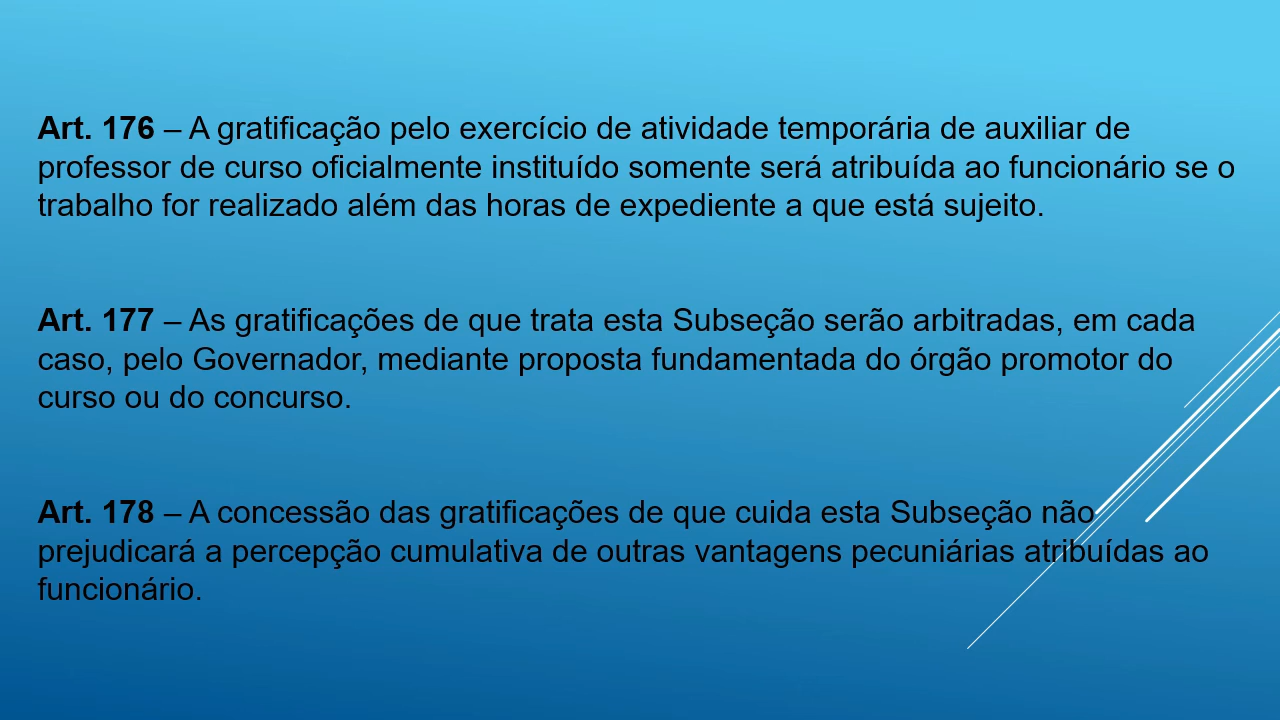 Art. 176 – A gratificação pelo exercício de atividade temporária de auxiliar de
professor de curso oficialmente instituído somente será atribuída ao funcionário se o
trabalho for realizado além das horas de expediente a que está sujeito.
Art. 177 – As gratificações de que trata esta Subseção serão arbitradas, em cada
caso, pelo Governador, mediante proposta fundamentada do órgão promotor do
curso ou do concurso.
Art. 178 – A concessão das gratificações de que cuida esta Subseção não
prejudicará a percepção cumulativa de outras vantagens pecuniárias atribuídas ao
funcionário.